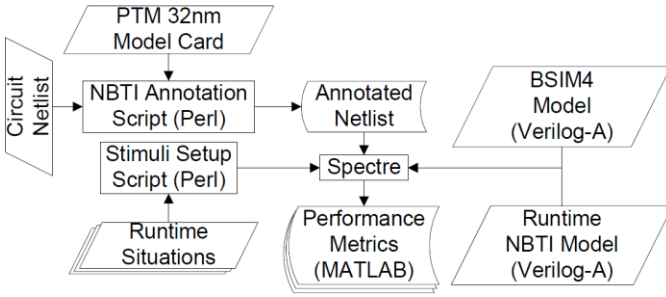 PTM 32nm
Model Card
Circuit
Netlist
NBTI Annotation
Script (Perl)
Annotated
Netlist
BSIM4
Model
(Verilog-A)
Stimuli Setup
Script (Perl)
Spectre
Runtime
Situations
Performance
Metrics
(MATLAB)
Runtime
NBTI Model
(Verilog-A)